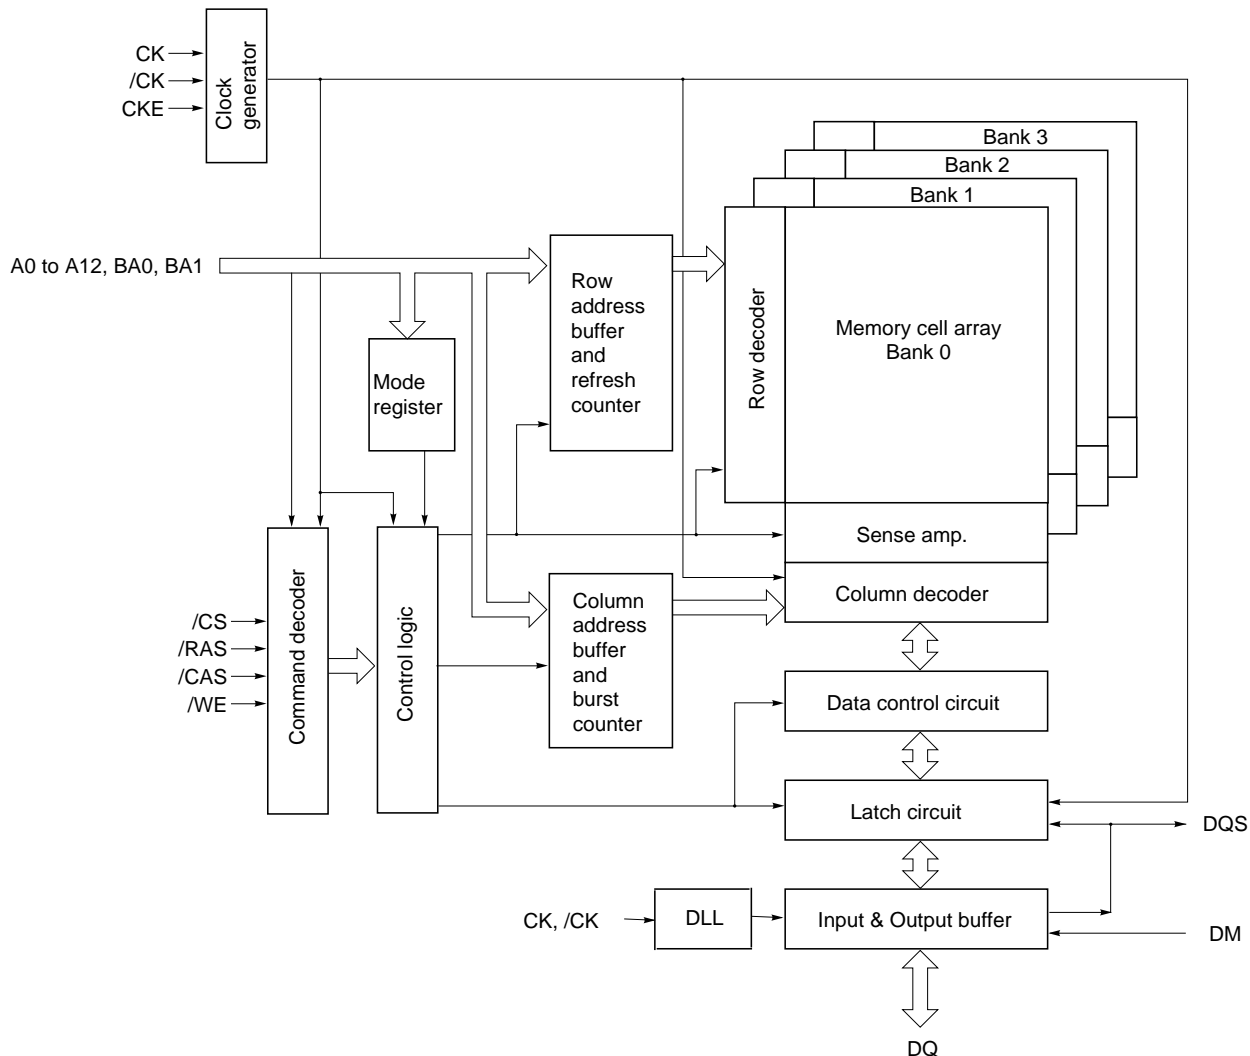 CK
/CK
CKE
Clock
generator
Bank 3
Bank 2
Bank 1
A0 to A12, BA0, BA1
Row
address
buffer
and
refresh
counter
Row decoder
Memory cell array
Bank 0
Mode
register
Sense amp.
Column decoder
/CS
/RAS
/CAS
/WE
Command decoder
Control logic
Column
address
buffer
and
burst
counter
Data control circuit
Latch circuit
DQS
CK, /CK
DLL
Input & Output buffer
DM
DQ